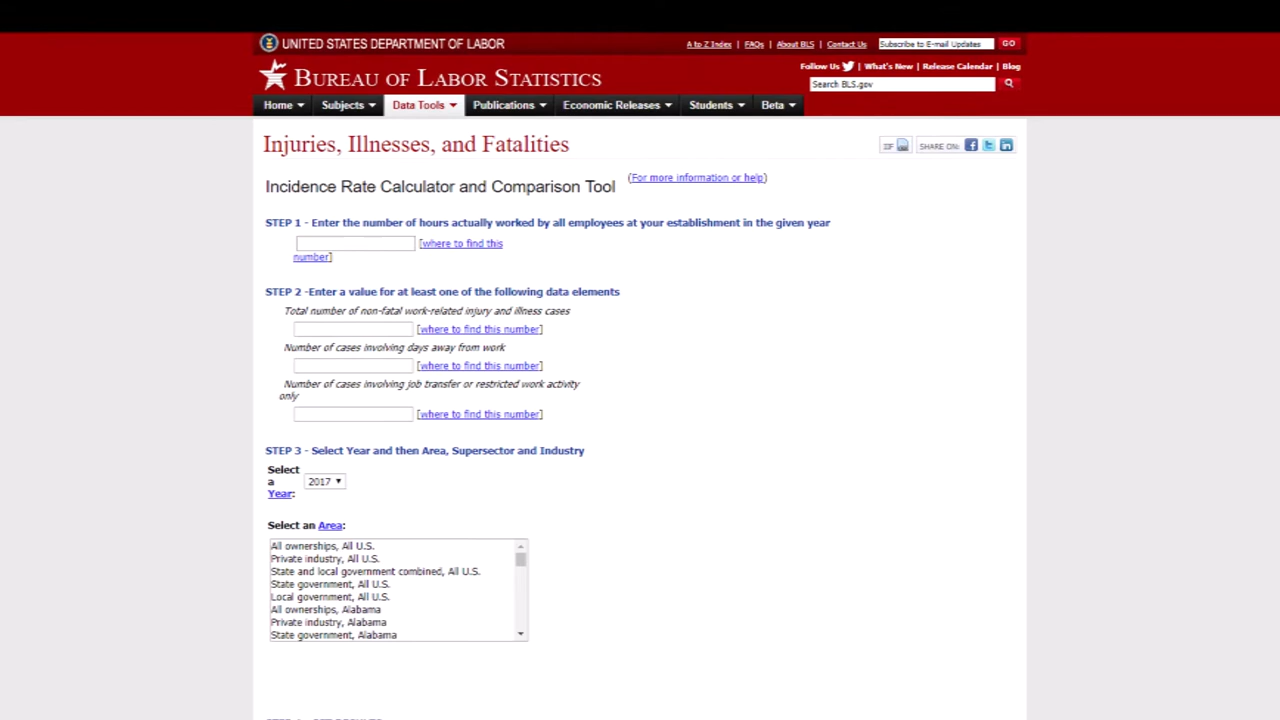 UNITED STATES DEPARTMENT OF LABOR
A to Z Index | FAQs | About BLS | Contact Us Subscribe to E-mail Updates GO
BUREAU OF LABOR STATISTICS
Follow Us | What's New | Release Calendar | Blog
Search BLS.gov
Home Subjects Data Tools Publications Economic Releases Students Beta
Injuries, Illnesses, and Fatalities
IIF SHARE ON:
Incidence Rate Calculator and Comparison Tool (For more information or help)
STEP 1 - Enter the number of hours actually worked by all employees at your establishment in the given year
[where to find this
number]
STEP 2 -Enter a value for at least one of the following data elements
Total number of non-fatal work-related injury and illness cases
[where to find this number]
Number of cases involving days away from work
[where to find this number]
Number of cases involving job transfer or restricted work activity
only
[where to find this number]
STEP 3 - Select Year and then Area, Supersector and Industry
Select
a 2017
Year:
Select an Area:
All ownerships, All U.S.
Private industry, All U.S.
State and local government combined, All U.S.
State government, All U.S.
Local government, All U.S.
All ownerships, Alabama
Private industry, Alabama
State government, Alabama